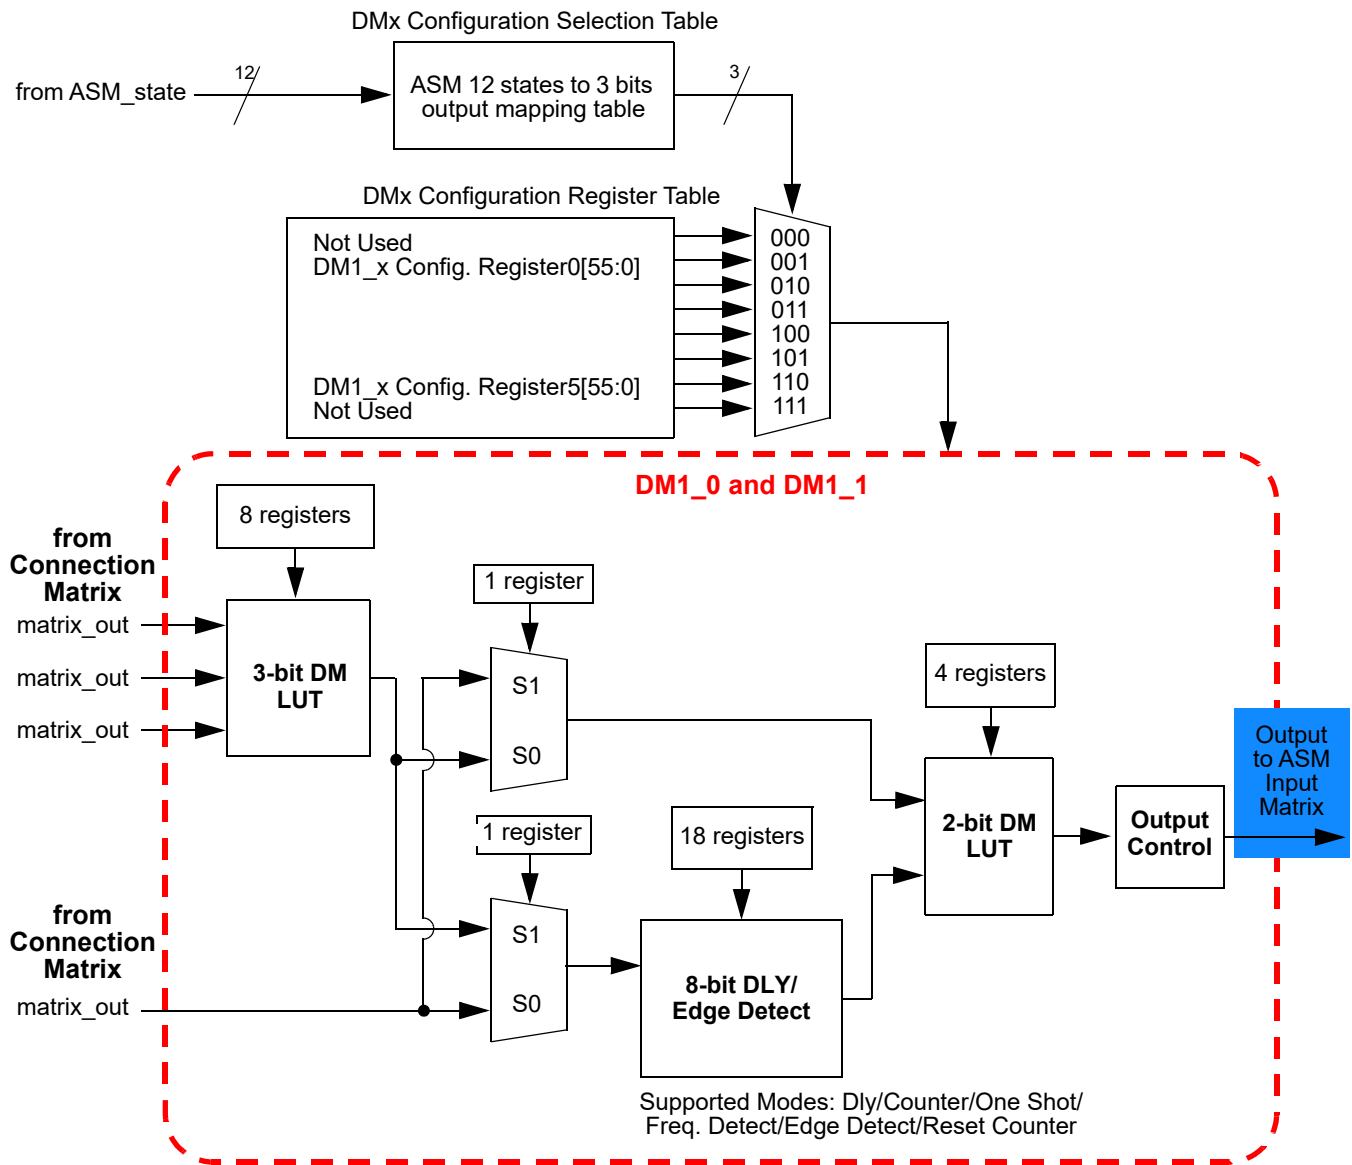 DMx Configuration Selection Table
from ASM_state
12
ASM 12 states to 3 bits
output mapping table
3
DMx Configuration Register Table
Not Used
DM1_x Config. Register0[55:0]
DM1_x Config. Register5[55:0]
Not Used
000
001
010
011
100
101
110
111
DM1_0 and DM1_1
8 registers
from
Connection
Matrix
matrix_out
matrix_out
matrix_out
3-bit DM
LUT
1 register
S1
S0
4 registers
2-bit DM
LUT
Output
Control
Output
to ASM
Input
Matrix
1 register
18 registers
from
Connection
Matrix
matrix_out
S1
S0
8-bit DLY/
Edge Detect
Supported Modes: Dly/Counter/One Shot/
Freq. Detect/Edge Detect/Reset Counter